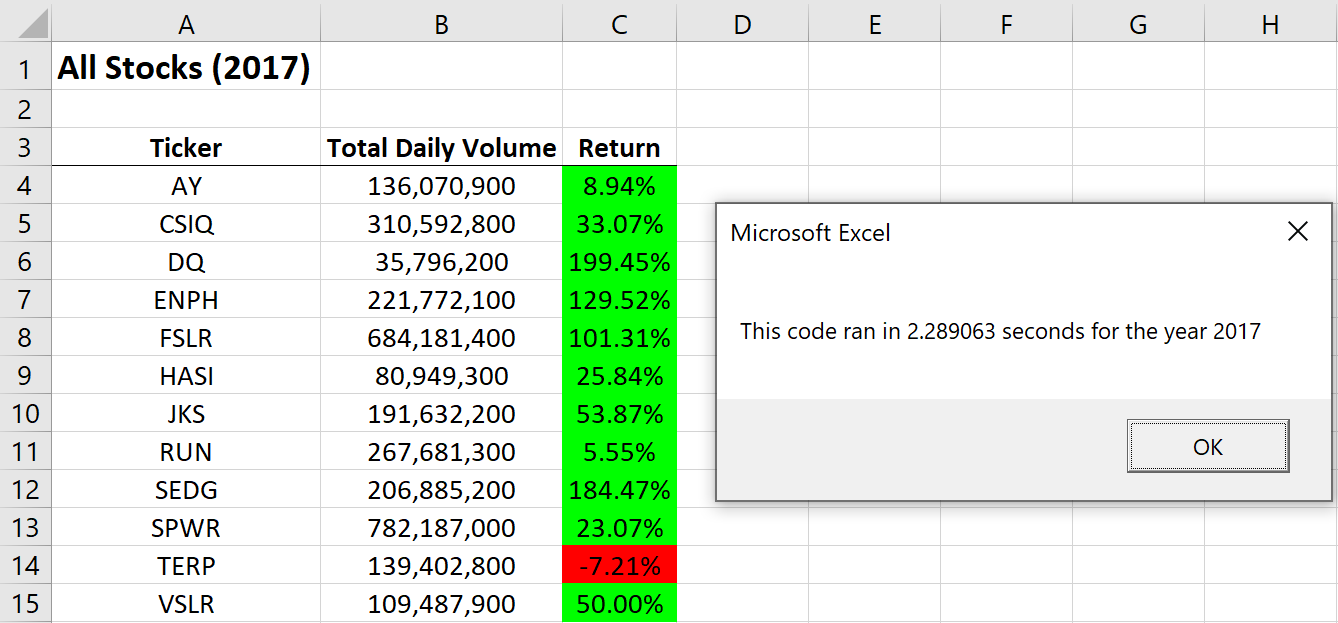 A B C D E F G H
1 All Stocks (2017)
2
3 Ticker Total Daily Volume Return
4 AY 136,070,900 8.94%
5 CSIQ 310,592,800 33.07%
6 DQ 35,796,200 199.45%
7 ENPH 221,772,100 129.52%
8 FSLR 684,181,400 101.31%
9 HASI 80,949,300 25.84%
10 JKS 191,632,200 53.87%
11 RUN 267,681,300 5.55%
12 SEDG 206,885,200 184.47%
13 SPWR 782,187,000 23.07%
14 TERP 139,402,800 -7.21%
15 VSLR 109,487,900 50.00%
Microsoft Excel
This code ran in 2.289063 seconds for the year 2017
OK